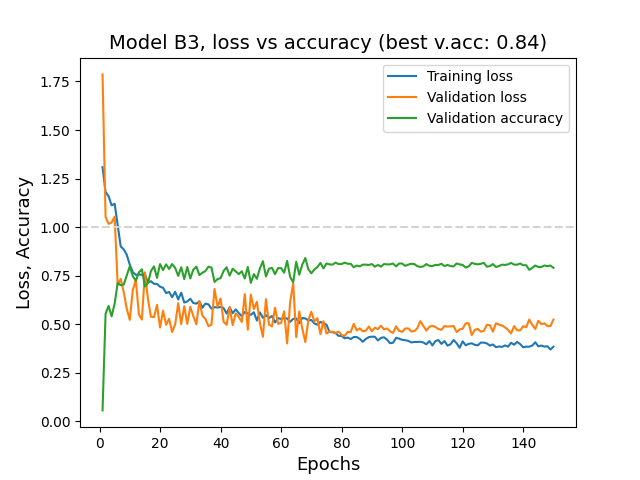 Model B3, loss vs accuracy (best v.acc: 0.84)
Training loss
Validation loss
Validation accuracy
Loss, Accuracy
1.75
1.50
1.25
1.00
0.75
0.50
0.25
0.00
0 20 40 60 80 100 120 140
Epochs